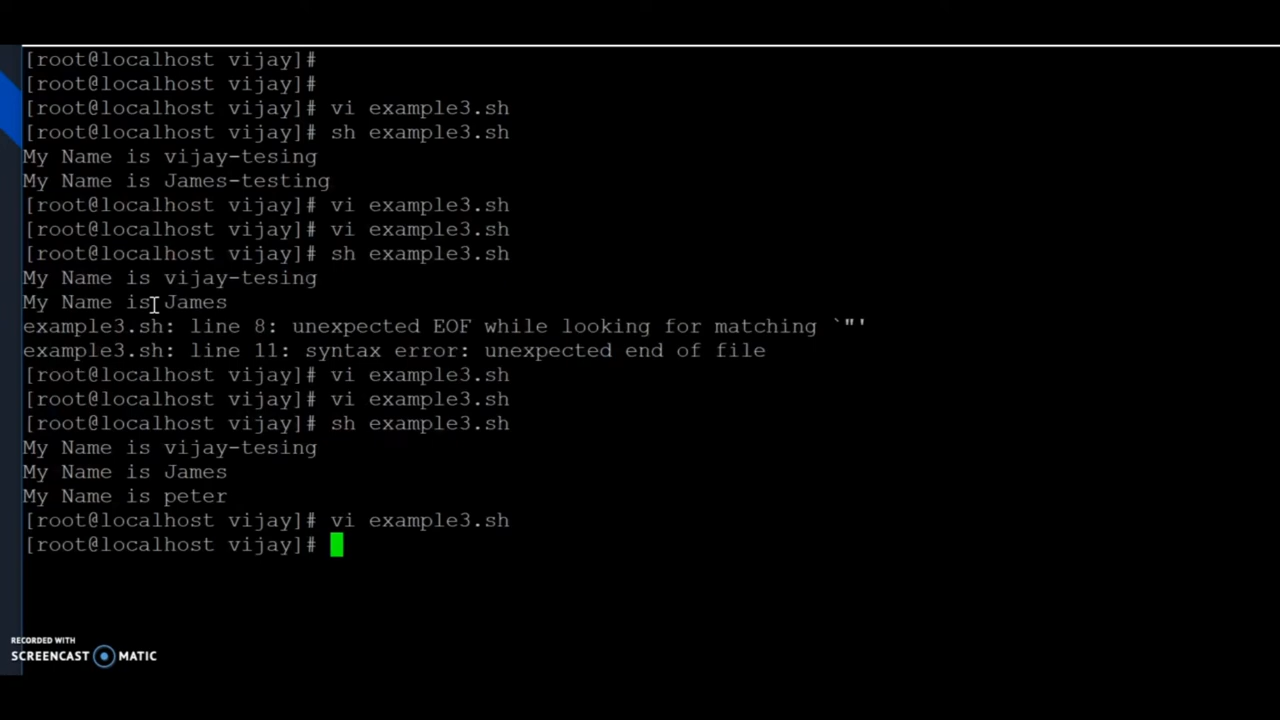 [root@localhost vijay]#
[root@localhost vijay]#
[root@localhost vijay]# vi example3.sh
[root@localhost vijay]# sh example3.sh
My Name is vijay-tesing
My Name is James-testing
[root@localhost vijay]# vi example3.sh
[root@localhost vijay]# vi example3.sh
[root@localhost vijay]# sh example3.sh
My Name is vijay-tesing
My Name is James
example3.sh: line 8: unexpected EOF while looking for matching `"'
example3.sh: line 11: syntax error: unexpected end of file
[root@localhost vijay]# vi example3.sh
[root@localhost vijay]# vi example3.sh
[root@localhost vijay]# sh example3.sh
My Name is vijay-tesing
My Name is James
My Name is peter
[root@localhost vijay]# vi example3.sh
[root@localhost vijay]#
RECORDED WITH
SCREENCAST MATIC